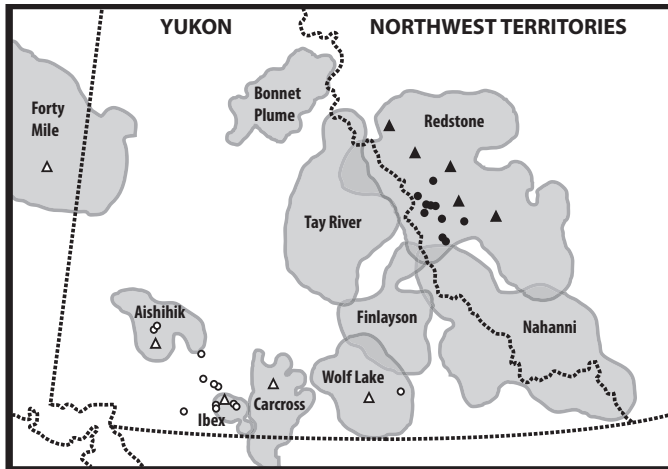 YUKON
NORTHWEST TERRITORIES
Forty
Mile
Bonnet
Plume
Redstone
Tay River
Aishihik
Finlayson
Nahanni
Wolf Lake
Ibex
Carcross